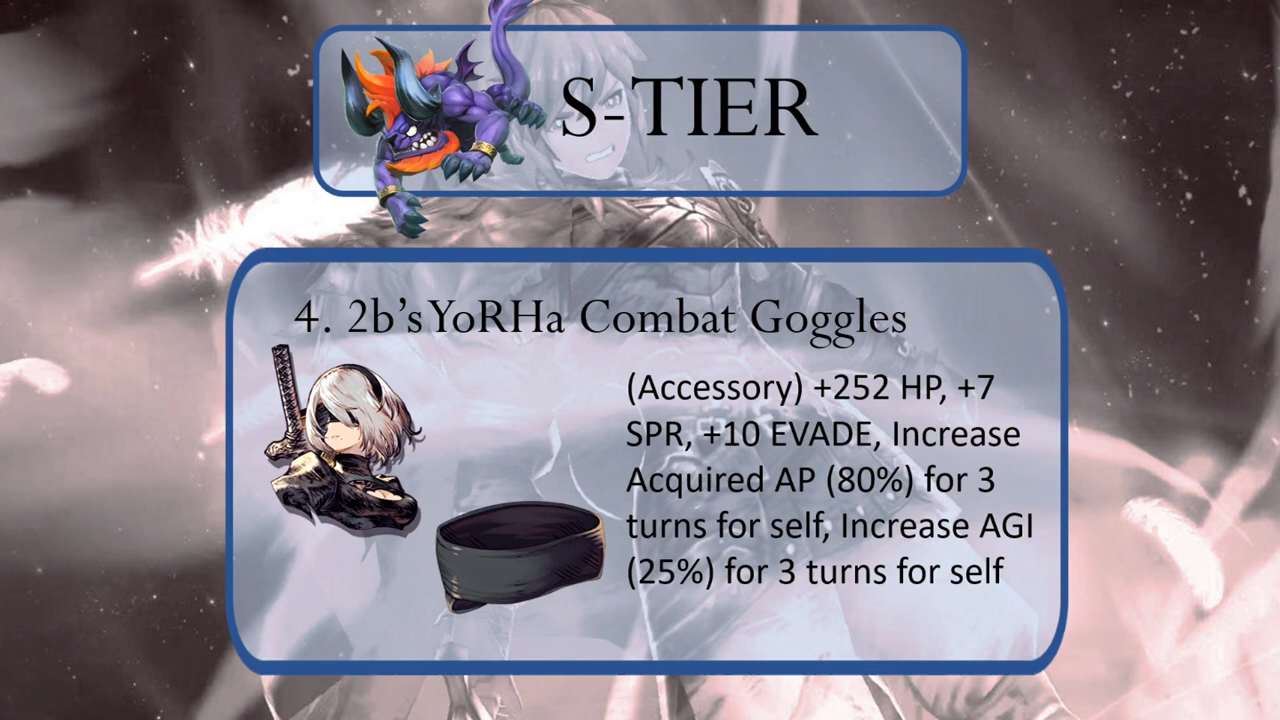 S-TIER
4. 2b's YoRHa Combat Goggles
(Accessory) +252 HP, +7
SPR, +10 EVADE, Increase
Acquired AP (80%) for 3
turns for self, Increase AGI
(25%) for 3 turns for self